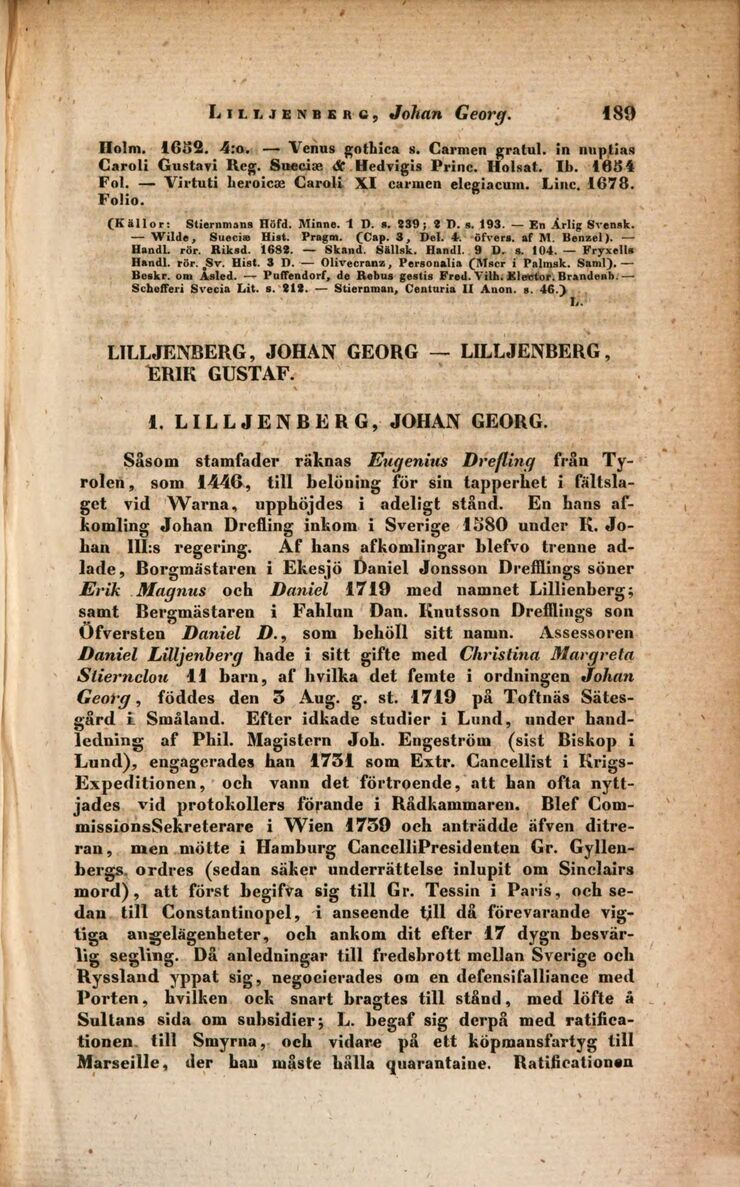 LILLJENBERG, Johan Georg. 189
Holm. 1652. 4:o. — Venus gothica s. Carmen gratul. in nuptias
Caroli Gustavi Reg. Sueciæ & Hedvigis Princ. Holsat. Ib. 1654
Fol. — Virtuti heroicæ Caroli XI carmen elegiacum. Linc. 1678.
Folio.
(Källor: Stiernmans Höfd. Minne. 1 D. s. 239; 2 D. s. 193. — En Ärlig Svensk.
— Wilde, Sueciæ Hist. Pragm. (Cap. 3, Del. 4. öfvers. af M. Benzel). —
Handl. rör. Riksd. 1682. — Skand. Sällsk. Handl. 9 D. s. 104. — Fryxells
Handl. rör. Sv. Hist. 3 D. — Olivecranz, Personalia (Mscr i Palmsk. Saml). —
Beskr. om Åsled. — Puffendorf, de Rebus gestis Fred. Vilh. Elector. Brandenb. —
Schefferi Svecia Lit. s. 212. — Stiernman, Centuria II Anon. s. 46.)
L.
LILLJENBERG, JOHAN GEORG — LILLJENBERG,
ERIK GUSTAF.
1. LILLJENBERG, JOHAN GEORG.
Såsom stamfader räknas Eugenius Drefling från Ty-
rolen, som 1446, till belöning för sin tapperhet i fältsla-
get vid Warna, upphöjdes i adeligt stånd. En hans af-
komling Johan Drefling inkom i Sverige 1580 under K. Jo-
han III:s regering. Af hans afkomlingar blefvo trenne ad-
lade, Borgmästaren i Ekesjö Daniel Jonsson Drefflings söner
Erik Magnus och Daniel 1719 med namnet Lillienberg;
samt Bergmästaren i Fahlun Dan. Knutsson Drefflings son
Öfversten Daniel D., som behöll sitt namn. Assessoren
Daniel Lilljenberg hade i sitt gifte med Christina Margreta
Stiernclou 11 barn, af hvilka det femte i ordningen Johan
Georg, föddes den 3 Aug. g. st. 1719 på Toftnäs Sätes-
gård i Småland. Efter idkade studier i Lund, under hand-
ledning af Phil. Magistern Joh. Engeström (sist Biskop i
Lund), engagerades han 1731 som Extr. Cancellist i Krigs-
Expeditionen, och vann det förtroende, att han ofta nytt-
jades vid protokollers förande i Rådkammaren. Blef Com-
missionsSekreterare i Wien 1739 och anträdde äfven ditre-
ran, men mötte i Hamburg CancelliPresidenten Gr. Gyllen-
bergs ordres (sedan säker underrättelse inlupit om Sinclairs
mord), att först begifva sig till Gr. Tessin i Paris, och se-
dan till Constantinopel, i anseende till då förevarande vig-
tiga angelägenheter, och ankom dit efter 17 dygn besvär-
lig segling. Då anledningar till fredsbrott mellan Sverige och
Ryssland yppat sig, negocierades om en defensifalliance med
Porten, hvilken ock snart bragtes till stånd, med löfte å
Sultans sida om subsidier; L. begaf sig derpå med ratifica-
tionen till Smyrna, och vidare på ett köpmansfartyg till
Marseille, der han måste hålla quarantaine. Ratificationen